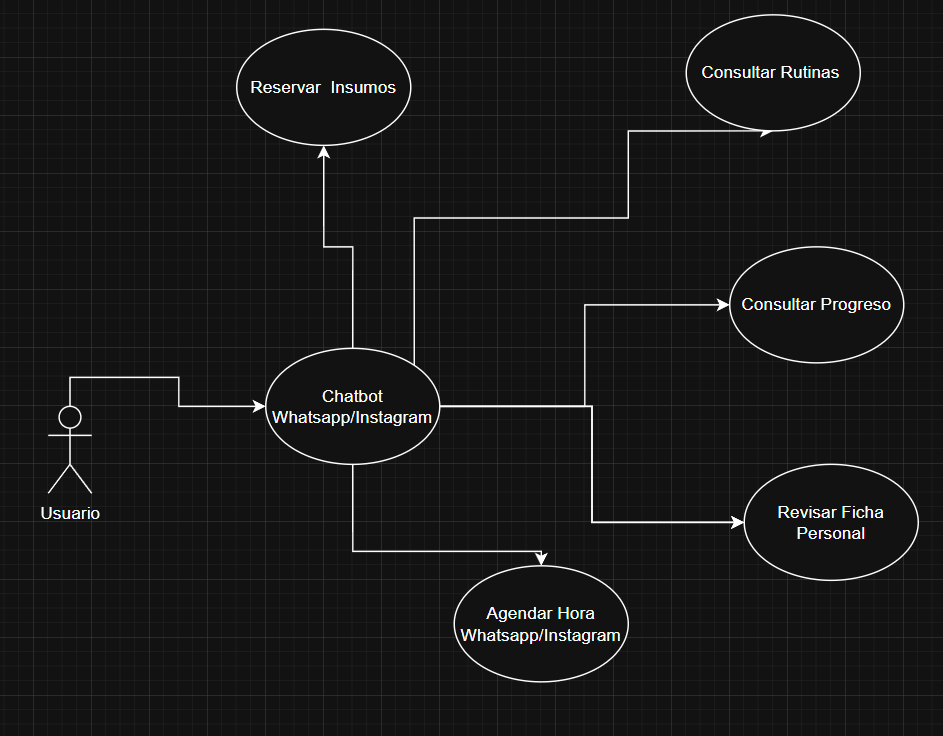 Reservar  Insumos
Consultar Rutinas
Consultar Progreso
Chatbot
Whatsapp/Instagram
Usuario
Revisar Ficha
Personal
Agendar Hora
Whatsapp/Instagram